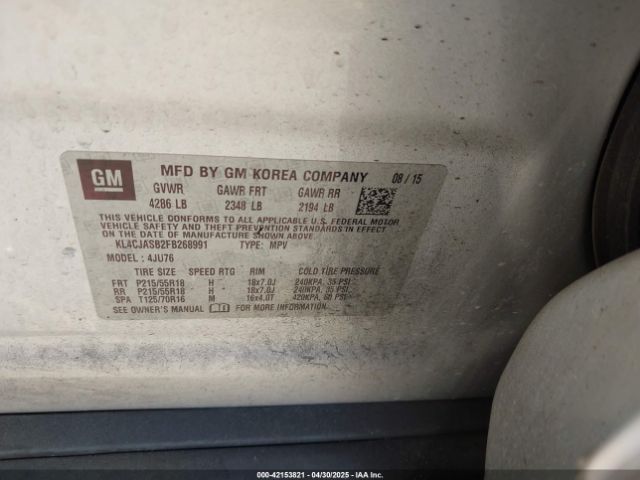 GM
MFD BY GM KOREA COMPANY 08/15
GVWR GAWR FRT GAWR RR
4286 LB 2348 LB 2194 LB
THIS VEHICLE CONFORMS TO ALL APPLICABLE U.S. FEDERAL MOTOR
VEHICLE SAFETY AND THEFT PREVENTION STANDARDS IN EFFECT
ON THE DATE OF MANUFACTURE SHOWN ABOVE.
KL4CJASB2FB268991 TYPE: MPV
MODEL : 4JU76
TIRE SIZE SPEED RTG RIM COLD TIRE PRESSURE
FRT P215/55R18 H 18x7.0J 240KPA, 35 PSI
RR P215/55R18 H 18x7.0J 240KPA, 35 PSI
SPA T125/70R16 M 16x4.0T 420KPA, 60 PSI
SEE OWNER'S MANUAL FOR MORE INFORMATION.
000-42153821 - 04/30/2025 - IAAI, Inc.